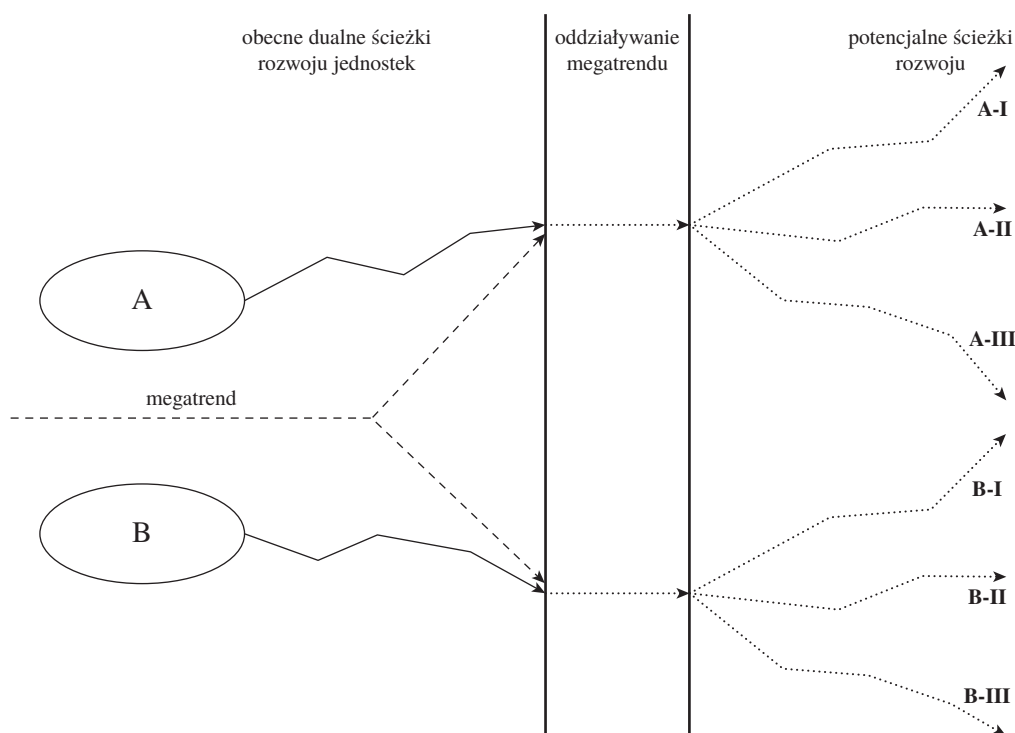 obecne dualne ścieżki
rozwoju jednostek
oddziaływanie
megatrendu
potencjalne ścieżki
rozwoju
A-I
A-II
A
A-III
megatrend
B-I
B
B-II
B-III